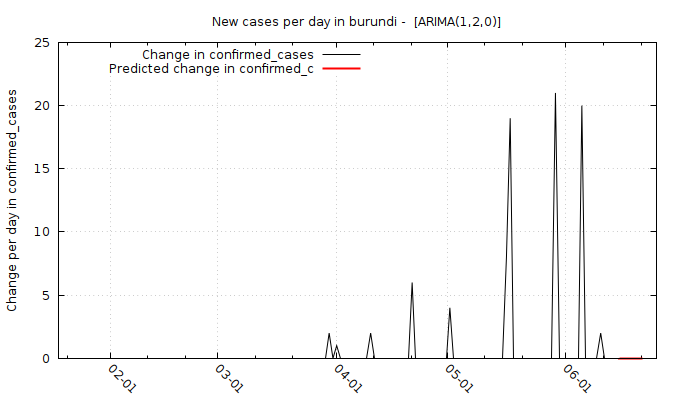 New cases per day in burundi -  [ARIMA(1,2,0)]
Change in confirmed_cases
Predicted change in confirmed_c
Change per day in confirmed_cases
25
20
15
10
5
0
02-01
03-01
04-01
05-01
06-01